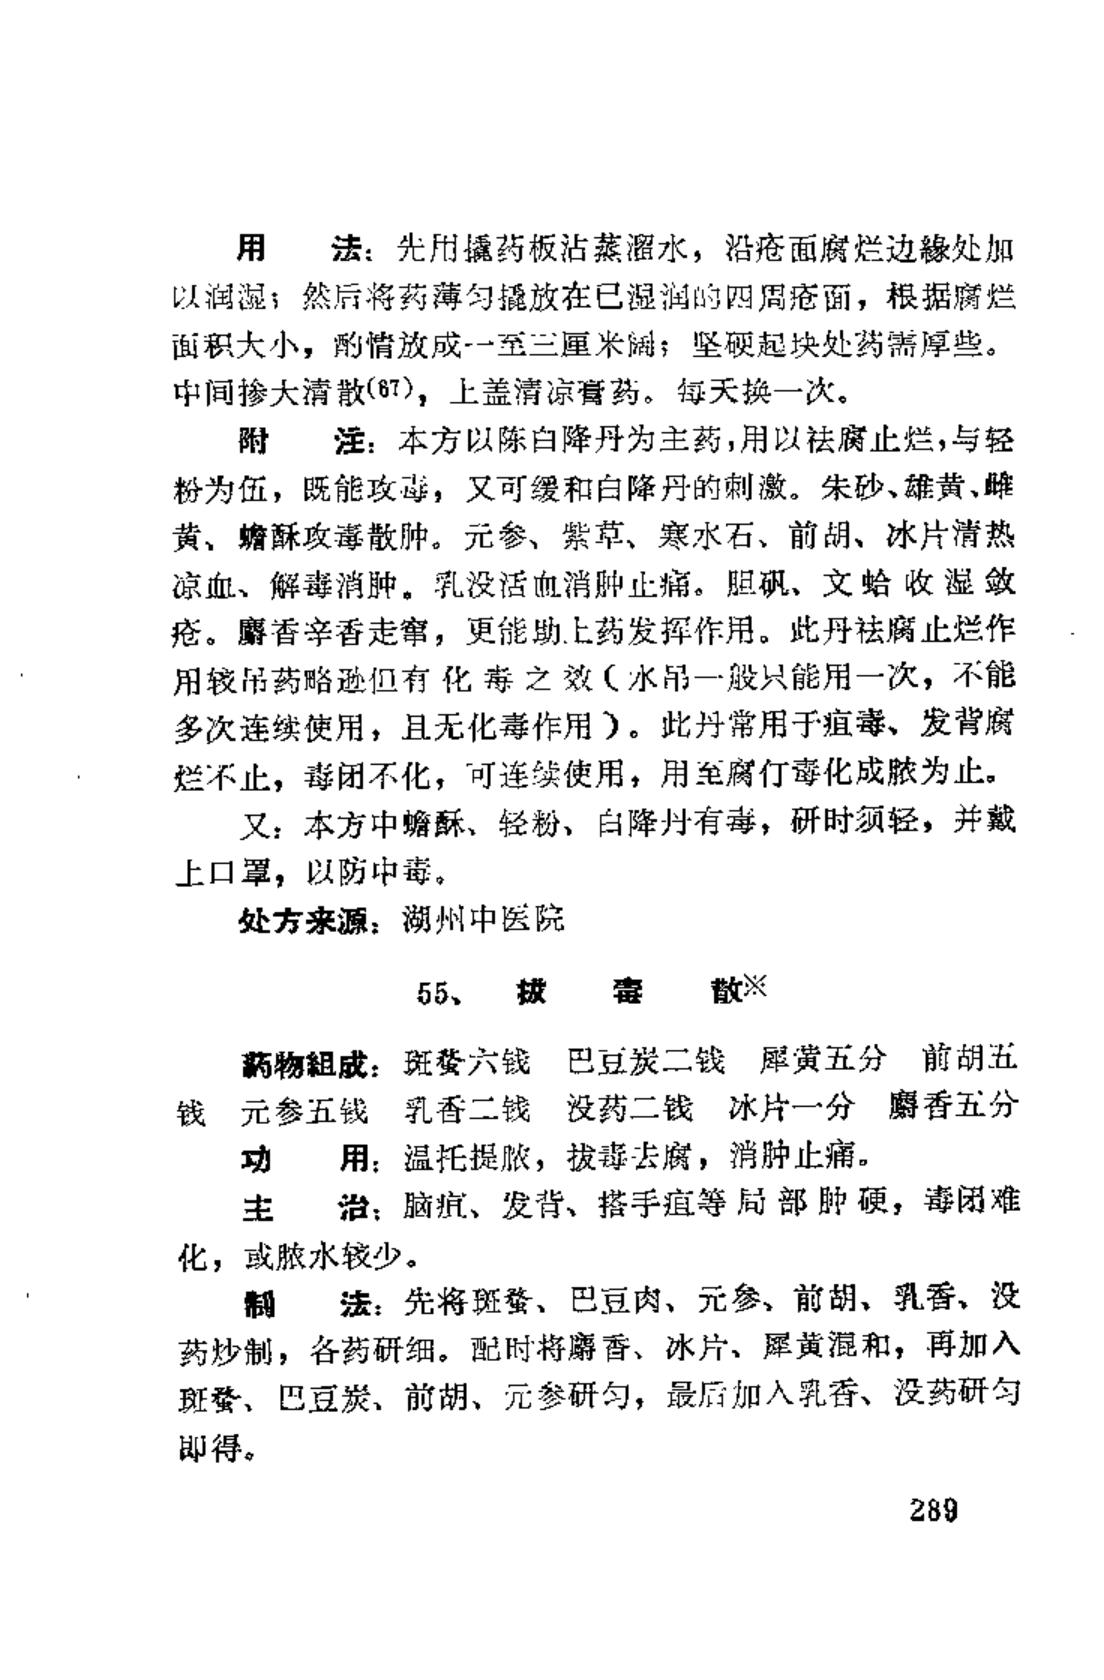 用　　法：先用撬药板沾蒸溜水，沿疮面腐烂边缘处加
以润湿；然后将药薄匀撬放在已湿润的四周疮面，根据腐烂
面积大小，酌情放成一至三厘米阔；坚硬起块处药需厚些。
中间掺大清散(67)，上盖清凉膏药。每天换一次。
附　　注：本方以陈白降丹为主药，用以祛腐止烂，与轻
粉为伍，既能攻毒，又可缓和白降丹的刺激。朱砂、雄黄、雌
黄、蟾酥攻毒散肿。元参、紫草、寒水石、前胡、冰片清热
凉血、解毒消肿。乳没活血消肿止痛。胆矾、文蛤收湿敛
疮。麝香辛香走窜，更能助上药发挥作用。此丹祛腐止烂作
用较吊药略逊但有化毒之效（水吊一般只能用一次，不能
多次连续使用，且无化毒作用）。此丹常用于疽毒、发背腐
烂不止，毒闭不化，可连续使用，用至腐仃毒化成脓为止。
又：本方中蟾酥、轻粉、白降丹有毒，研时须轻，并戴
上口罩，以防中毒。
处方来源：湖州中医院
55、拔　毒　散※
药物組成：斑蝥六钱　巴豆炭二钱　犀黄五分　前胡五
钱　元参五钱　乳香二钱　没药二钱　冰片一分　麝香五分
功　　用：温托提脓，拔毒去腐，消肿止痛。
主　　治：脑疽、发背、搭手疽等局部肿硬，毒闭难
化，或脓水较少。
制　　法：先将斑蝥、巴豆肉、元参、前胡、乳香、没
药炒制，各药研细。配时将麝香、冰片、犀黄混和，再加入
斑蝥、巴豆炭、前胡、元参研匀，最后加入乳香、没药研匀
即得。
289